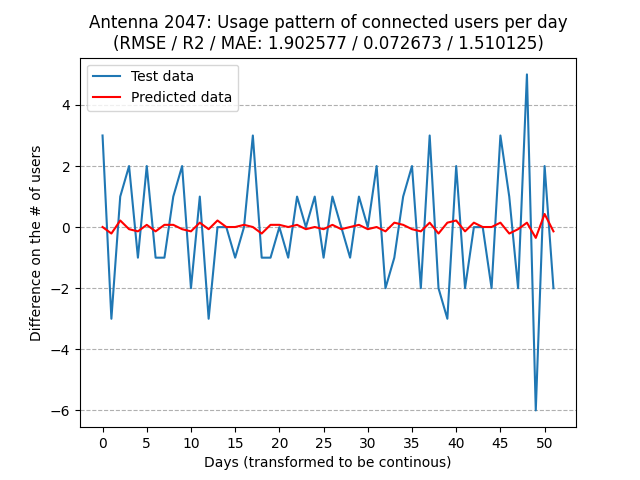 Antenna 2047: Usage pattern of connected users per day
(RMSE / R2 / MAE: 1.902577 / 0.072673 / 1.510125)
Test data
Predicted data
Difference on the # of users
4
2
0
−2
−4
−6
0 5 10 15 20 25 30 35 40 45 50
Days (transformed to be continous)